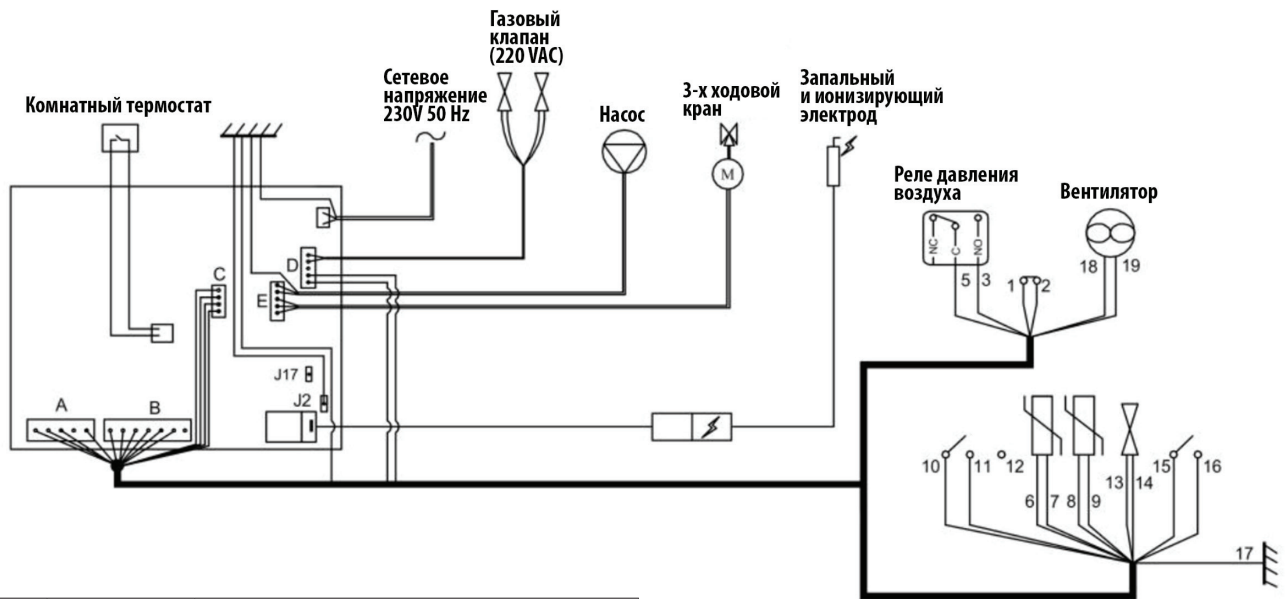 Газовый
клапан
(220 VAC)
Сетевое
напряжение
230V 50 Hz
Комнатный термостат
Насос
3-х ходовой
кран
Запальный
и ионизирующий
электрод
M
Реле давления
воздуха
Вентилятор
NC
C
NO
5 3
1 2
18 19
D
C
E
J17
J2
A B
10 11 12
6 7 8 9
13 14
15 16
17